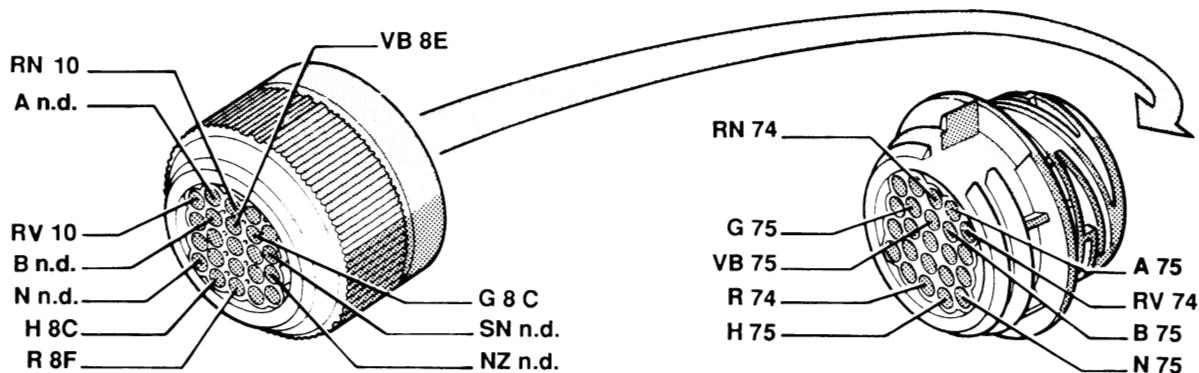 VB 8E
RN 10
A n.d.
RV 10
B n.d.
N n.d.
H 8C
R 8F
G 8 C
SN n.d.
NZ n.d.
RN 74
G 75
VB 75
R 74
H 75
A 75
RV 74
B 75
N 75